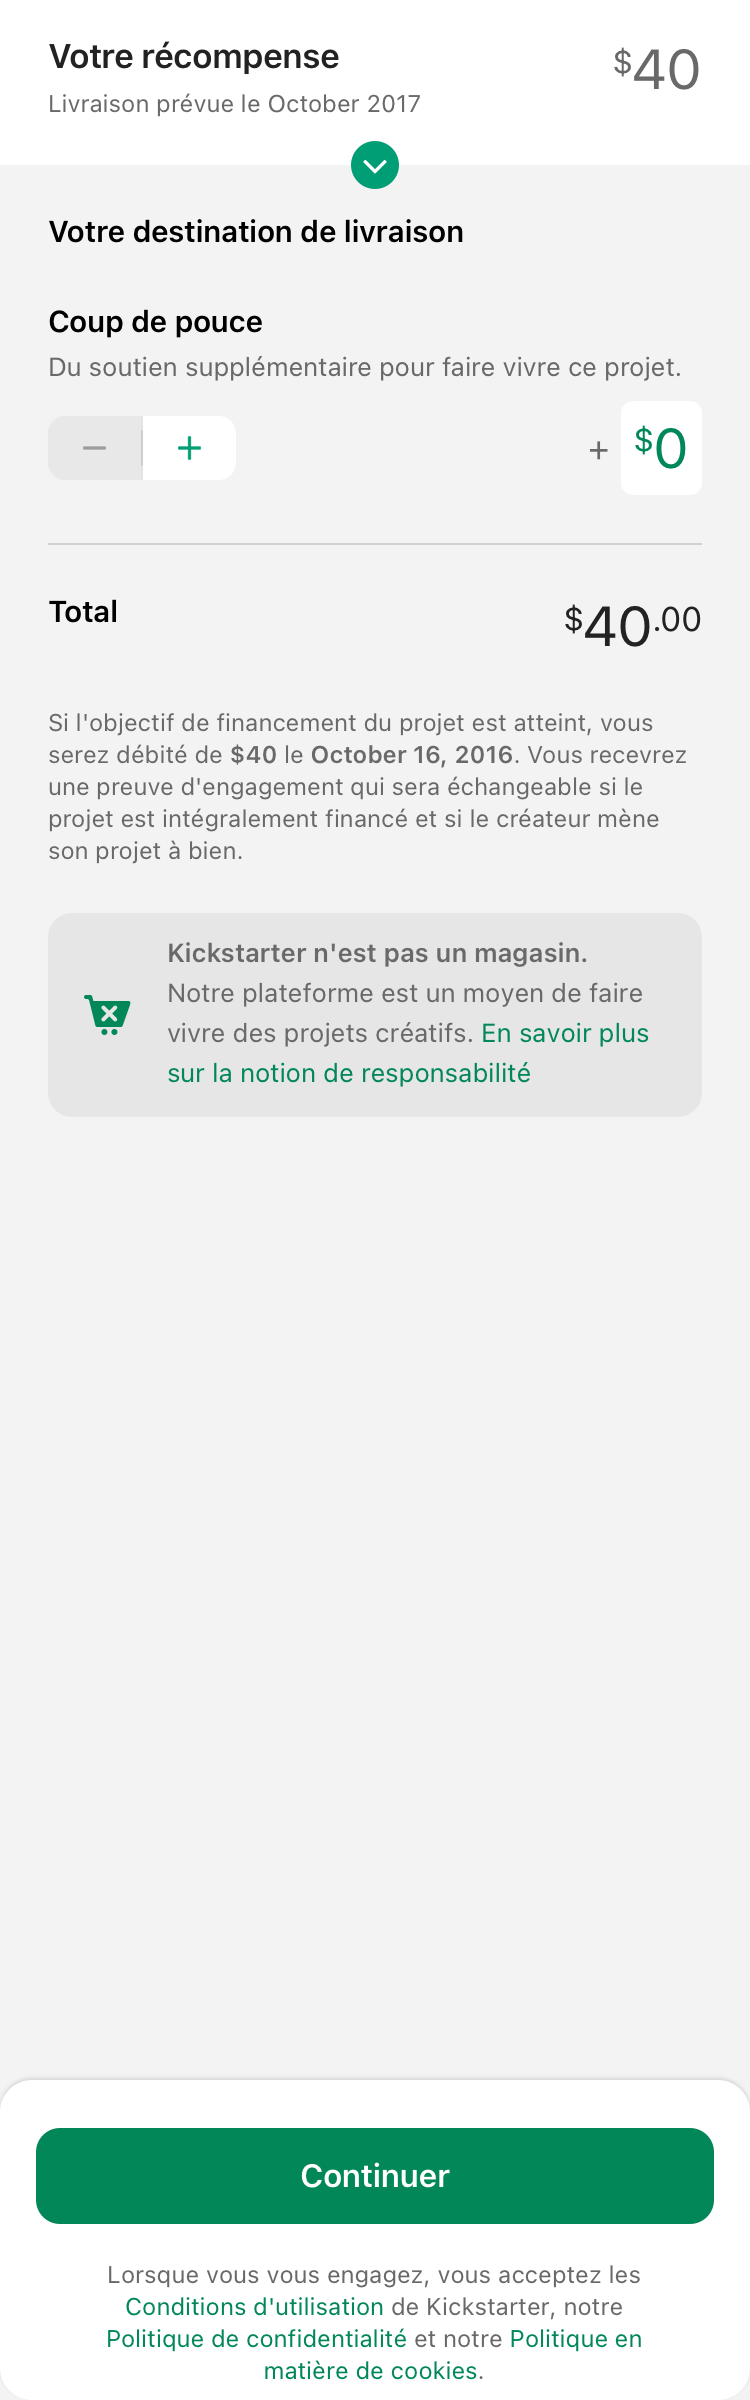 Votre récompense
$40
Livraison prévue le October 2017
Votre destination de livraison
Coup de pouce
Du soutien supplémentaire pour faire vivre ce projet.
− +
+ $0
Total
$40.00
Si l'objectif de financement du projet est atteint, vous
serez débité de $40 le October 16, 2016. Vous recevrez
une preuve d'engagement qui sera échangeable si le
projet est intégralement financé et si le créateur mène
son projet à bien.
Kickstarter n'est pas un magasin.
Notre plateforme est un moyen de faire
vivre des projets créatifs. En savoir plus
sur la notion de responsabilité
Continuer
Lorsque vous vous engagez, vous acceptez les
Conditions d'utilisation de Kickstarter, notre
Politique de confidentialité et notre Politique en
matière de cookies.